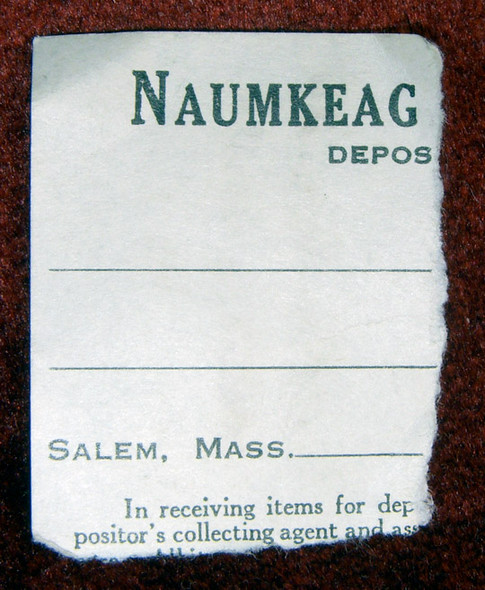 NAUMKEAG
DEPOS
SALEM, MASS.
In receiving items for dep
positor's collecting agent and ass